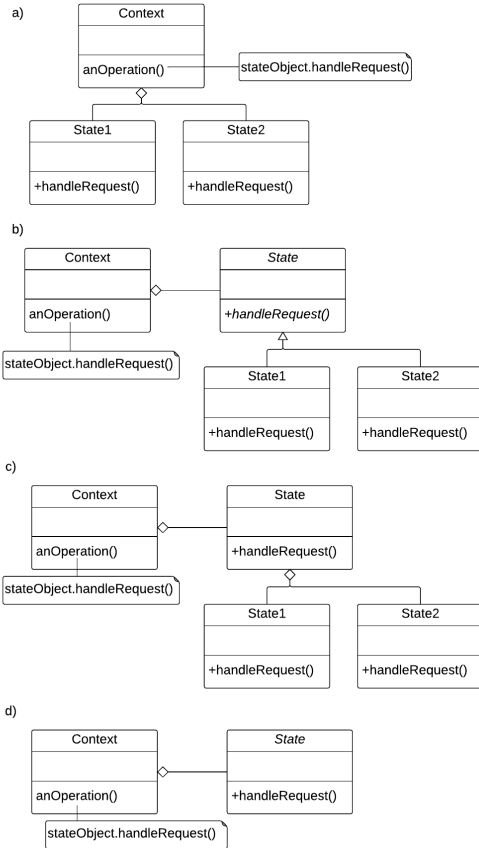 a)
Context
anOperation()
stateObject.handleRequest()
State1
State2
+handleRequest()
+handleRequest()
b)
Context
State
anOperation()
+handleRequest()
stateObject.handleRequest()
State1
State2
+handleRequest()
+handleRequest()
c)
Context
State
anOperation()
+handleRequest()
stateObject.handleRequest()
State1
State2
+handleRequest()
+handleRequest()
d)
Context
State
anOperation()
+handleRequest()
stateObject.handleRequest()